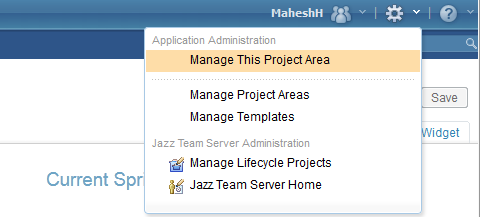 MaheshH
Application Administration
Manage This Project Area
Manage Project Areas
Save
Manage Templates
Widget
Jazz Team Server Administration
Manage Lifecycle Projects
Current Spri
Jazz Team Server Home